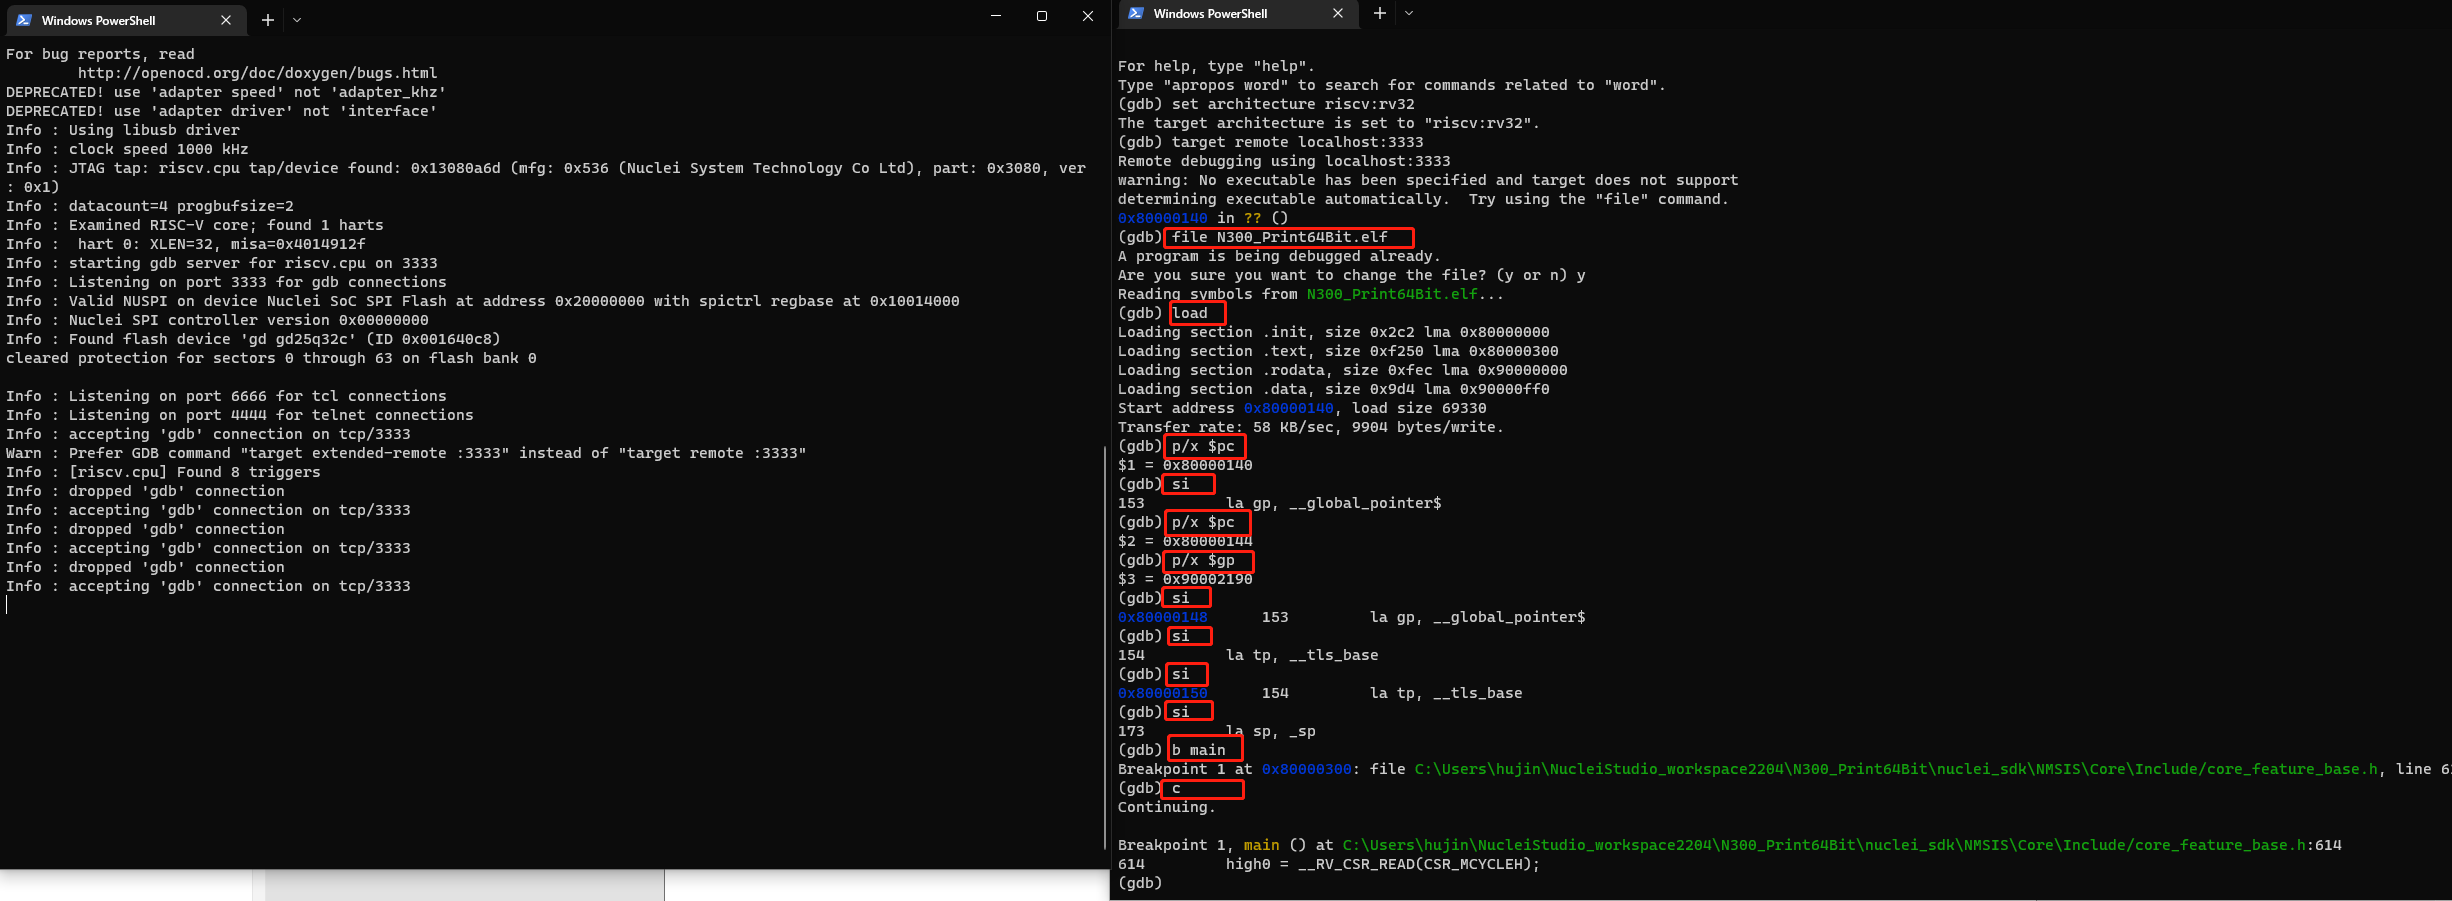 Windows PowerShell
For bug reports, read
http://openocd.org/doc/doxygen/bugs.html
DEPRECATED! use 'adapter speed' not 'adapter_khz'
DEPRECATED! use 'adapter driver' not 'interface'
Info : Using libusb driver
Info : clock speed 1000 kHz
Info : JTAG tap: riscv.cpu tap/device found: 0x13080a6d (mfg: 0x536 (Nuclei System Technology Co Ltd), part: 0x3080, ver
: 0x1)
Info : datacount=4 progbufsize=2
Info : Examined RISC-V core; found 1 harts
Info :  hart 0: XLEN=32, misa=0x4014912f
Info : starting gdb server for riscv.cpu on 3333
Info : Listening on port 3333 for gdb connections
Info : Valid NUSPI on device Nuclei SoC SPI Flash at address 0x20000000 with spictrl regbase at 0x10014000
Info : Nuclei SPI controller version 0x00000000
Info : Found flash device 'gd gd25q32c' (ID 0x001640c8)
cleared protection for sectors 0 through 63 on flash bank 0
Info : Listening on port 6666 for tcl connections
Info : Listening on port 4444 for telnet connections
Info : accepting 'gdb' connection on tcp/3333
Warn : Prefer GDB command "target extended-remote :3333" instead of "target remote :3333"
Info : [riscv.cpu] Found 8 triggers
Info : dropped 'gdb' connection
Info : accepting 'gdb' connection on tcp/3333
Info : dropped 'gdb' connection
Info : accepting 'gdb' connection on tcp/3333
Info : dropped 'gdb' connection
Info : accepting 'gdb' connection on tcp/3333
Windows PowerShell
For help, type "help".
Type "apropos word" to search for commands related to "word".
(gdb) set architecture riscv:rv32
The target architecture is set to "riscv:rv32".
(gdb) target remote localhost:3333
Remote debugging using localhost:3333
warning: No executable has been specified and target does not support
determining executable automatically.  Try using the "file" command.
0x80000140 in ?? ()
(gdb) file N300_Print64Bit.elf
A program is being debugged already.
Are you sure you want to change the file? (y or n) y
Reading symbols from N300_Print64Bit.elf...
(gdb) load
Loading section .init, size 0x2c2 lma 0x80000000
Loading section .text, size 0xf250 lma 0x80000300
Loading section .rodata, size 0xfec lma 0x90000000
Loading section .data, size 0x9d4 lma 0x90000ff0
Start address 0x80000140, load size 69330
Transfer rate: 58 KB/sec, 9904 bytes/write.
(gdb) p/x $pc
$1 = 0x80000140
(gdb) si
153         la gp, __global_pointer$
(gdb) p/x $pc
$2 = 0x80000144
(gdb) p/x $gp
$3 = 0x90002190
(gdb) si
0x80000148      153         la gp, __global_pointer$
(gdb) si
154         la tp, __tls_base
(gdb) si
0x80000150      154         la tp, __tls_base
(gdb) si
173         la sp, _sp
(gdb) b main
Breakpoint 1 at 0x80000300: file C:\Users\hujin\NucleiStudio_workspace2204\N300_Print64Bit\nuclei_sdk\NMSIS\Core\Include/core_feature_base.h, line 6
(gdb) c
Continuing.
Breakpoint 1, main () at C:\Users\hujin\NucleiStudio_workspace2204\N300_Print64Bit\nuclei_sdk\NMSIS\Core\Include/core_feature_base.h:614
614         high0 = __RV_CSR_READ(CSR_MCYCLEH);
(gdb)